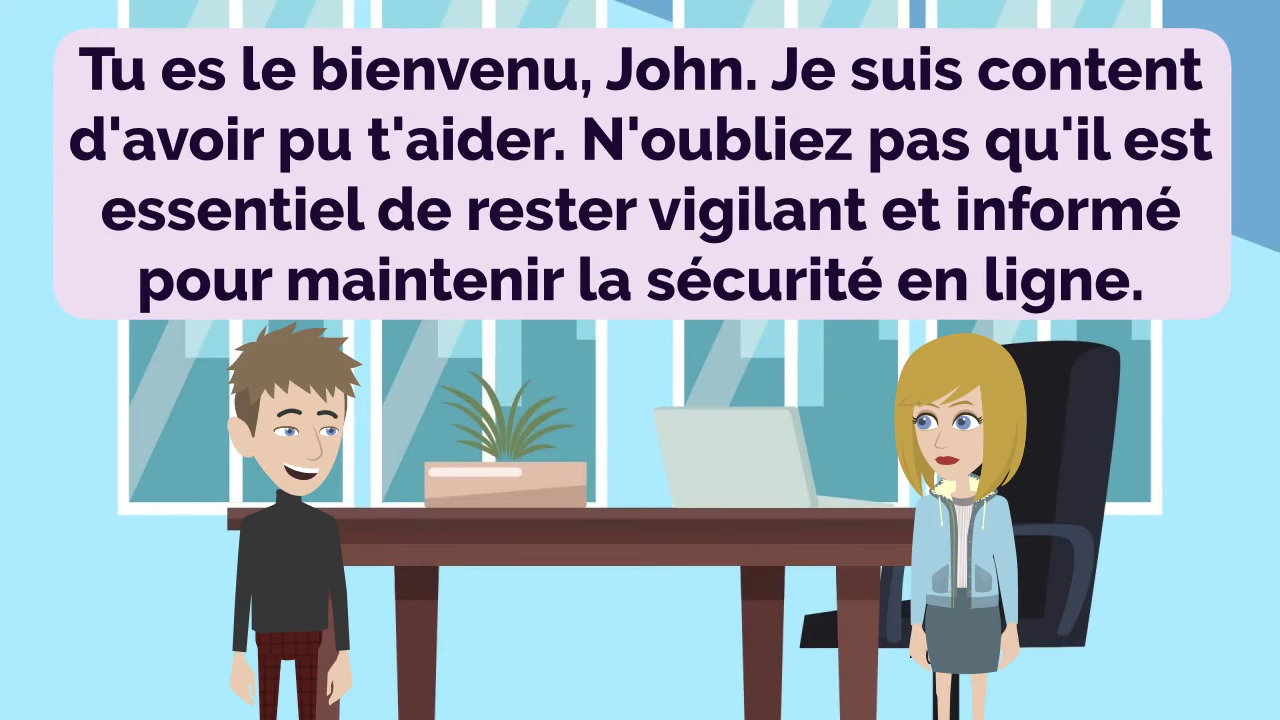 Tu es le bienvenu, John. Je suis content
d'avoir pu t'aider. N'oubliez pas qu'il est
essentiel de rester vigilant et informé
pour maintenir la sécurité en ligne.